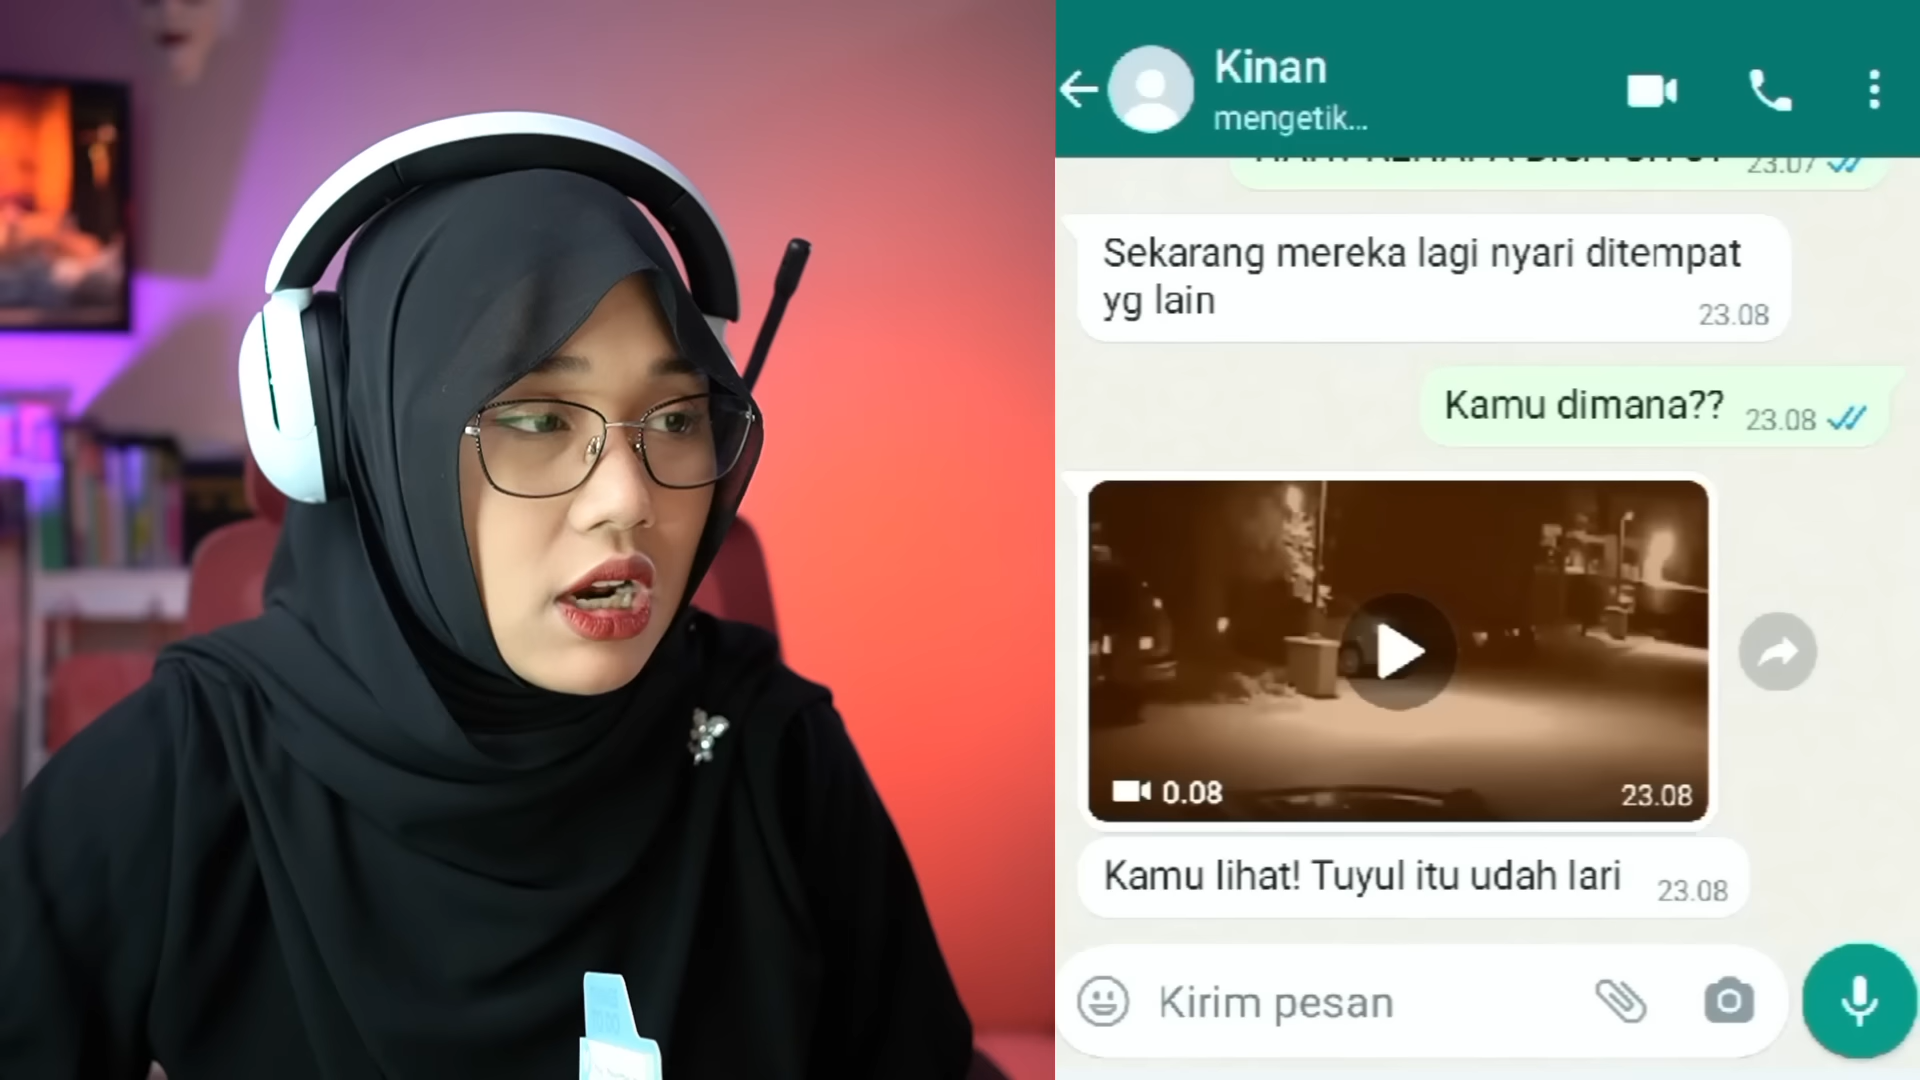 Kinan
mengetik...
23.07
Sekarang mereka lagi nyari ditempat
yg lain
23.08
Kamu dimana??
23.08
0.08
23.08
Kamu lihat! Tuyul itu udah lari
23.08
Kirim pesan